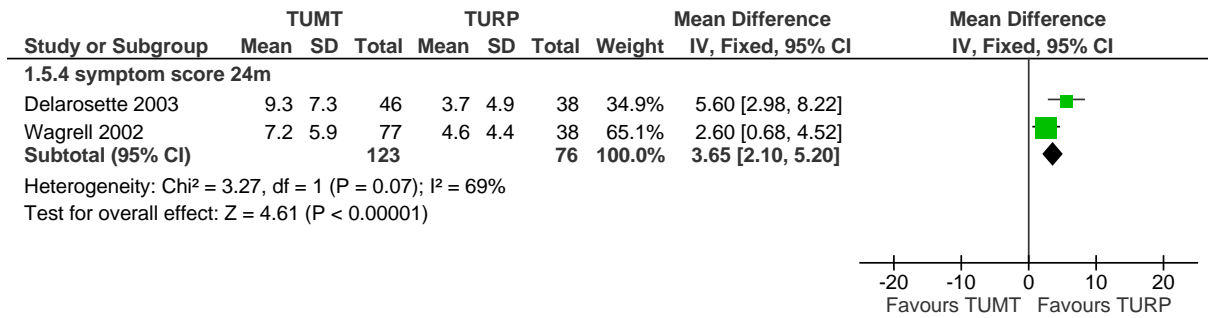 TUMT TURP Mean Difference Mean Difference
Study or Subgroup Mean SD Total Mean SD Total Weight IV, Fixed, 95% CI IV, Fixed, 95% CI
1.5.4 symptom score 24m
Delarosette 2003 9.3 7.3 46 3.7 4.9 38 34.9% 5.60 [2.98, 8.22]
Wagrell 2002 7.2 5.9 77 4.6 4.4 38 65.1% 2.60 [0.68, 4.52]
Subtotal (95% CI) 123 76 100.0% 3.65 [2.10, 5.20]
Heterogeneity: Chi² = 3.27, df = 1 (P = 0.07); I² = 69%
Test for overall effect: Z = 4.61 (P < 0.00001)
-20 -10 0 10 20
Favours TUMT Favours TURP